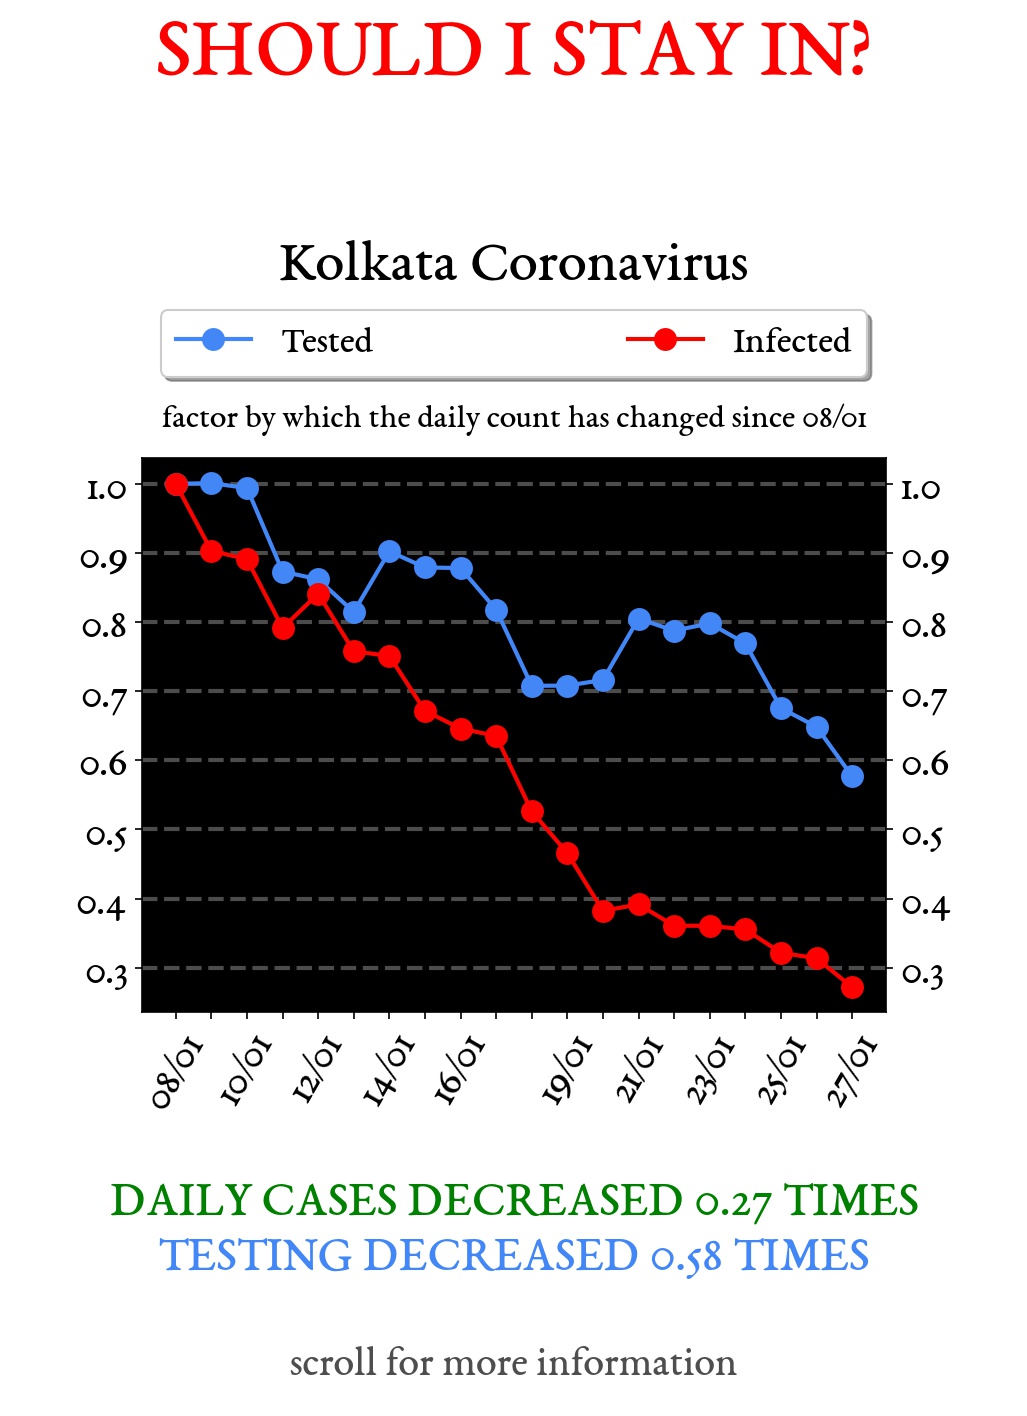 SHOULD I STAY IN?
Kolkata Coronavirus
Tested Infected
factor by which the daily count has changed since 08/01
1.0 1.0
0.9 0.9
0.8 0.8
0.7 0.7
0.6 0.6
0.5 0.5
0.4 0.4
0.3 0.3
08/01 10/01 12/01 14/01 16/01 19/01 21/01 23/01 25/01 27/01
DAILY CASES DECREASED 0.27 TIMES
TESTING DECREASED 0.58 TIMES
scroll for more information